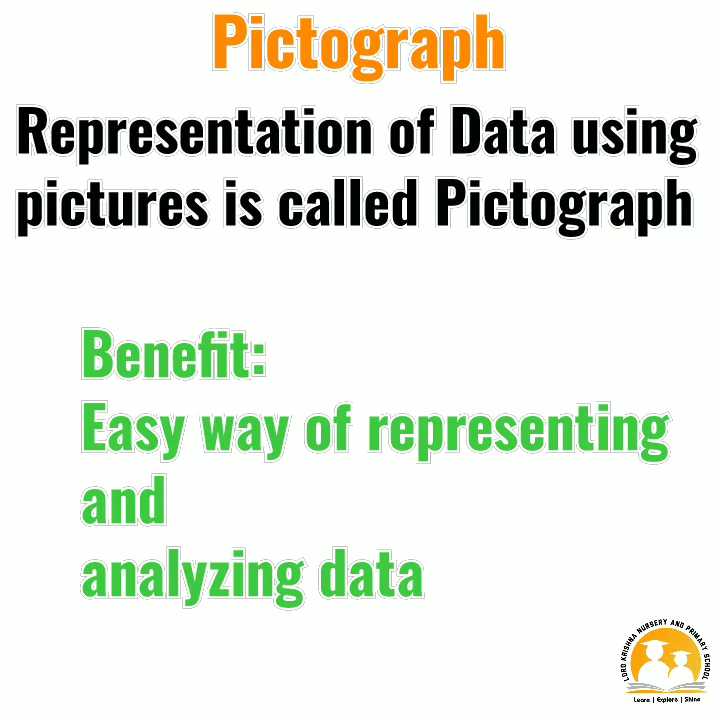 Pictograph
Representation of Data using
pictures is called Pictograph
Benefit:
Easy way of representing
and
analyzing data
LORD KRISHNA NURSERY AND PRIMARY SCHOOL
Learn | Explore | Shine